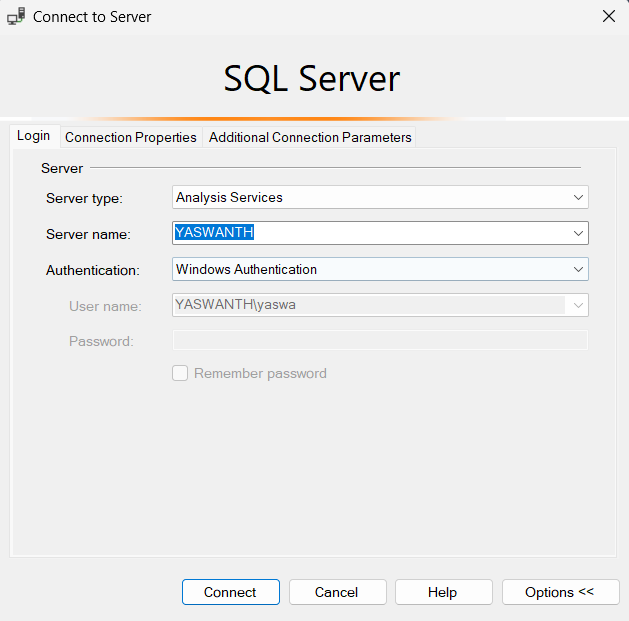 Connect to Server
SQL Server
Login Connection Properties Additional Connection Parameters
Server
Server type: Analysis Services
Server name: YASWANTH
Authentication: Windows Authentication
User name: YASWANTH\yaswa
Password:
Remember password
Connect Cancel Help Options <<